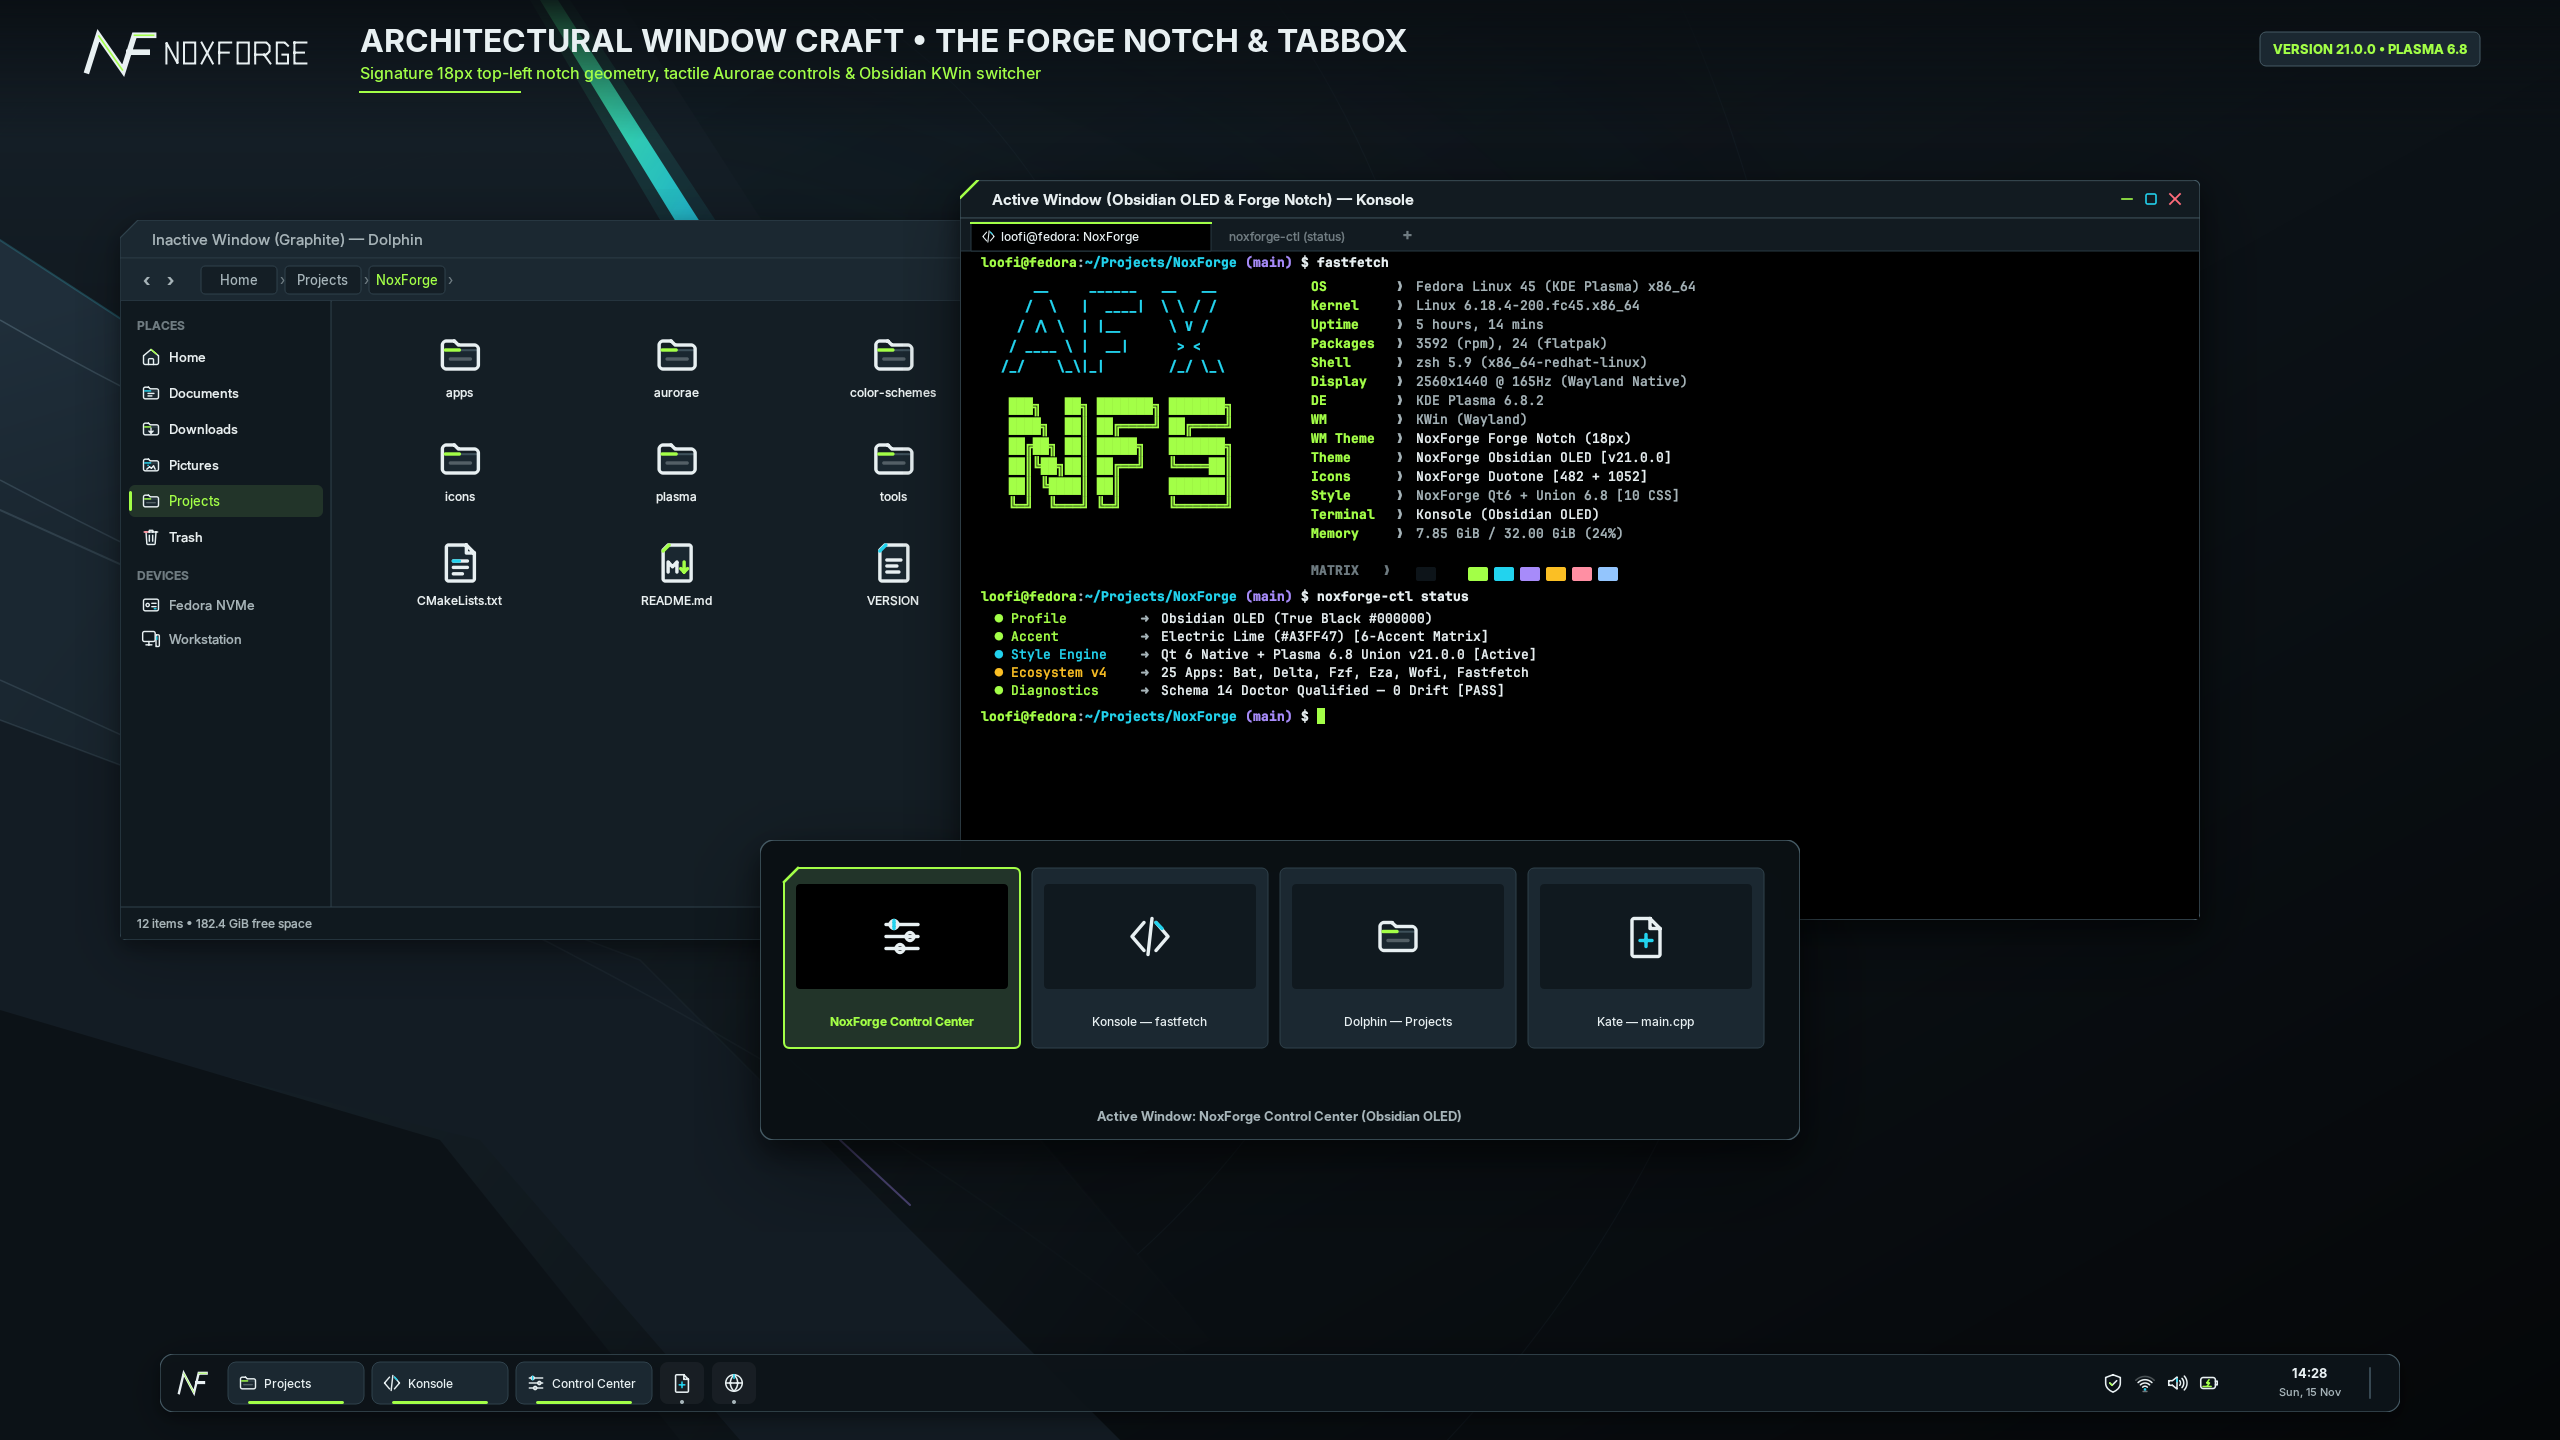 NF NOXFORGE
ARCHITECTURAL WINDOW CRAFT • THE FORGE NOTCH & TABBOX
Signature 18px top-left notch geometry, tactile Aurorae controls & Obsidian KWin switcher
VERSION 21.0.0 • PLASMA 6.8
Inactive Window (Graphite) — Dolphin
‹ › Home › Projects › NoxForge ›
PLACES
Home
Documents
Downloads
Pictures
Projects
Trash
DEVICES
Fedora NVMe
Workstation
apps aurorae color-schemes
icons plasma tools
CMakeLists.txt README.md VERSION
12 items • 182.4 GiB free space
Active Window (Obsidian OLED & Forge Notch) — Konsole
loofi@fedora: NoxForge noxforge-ctl (status) +
loofi@fedora:~/Projects/NoxForge (main) $ fastfetch
AFX
NFS
OS ❫ Fedora Linux 45 (KDE Plasma) x86_64
Kernel ❫ Linux 6.18.4-200.fc45.x86_64
Uptime ❫ 5 hours, 14 mins
Packages ❫ 3592 (rpm), 24 (flatpak)
Shell ❫ zsh 5.9 (x86_64-redhat-linux)
Display ❫ 2560x1440 @ 165Hz (Wayland Native)
DE ❫ KDE Plasma 6.8.2
WM ❫ KWin (Wayland)
WM Theme ❫ NoxForge Forge Notch (18px)
Theme ❫ NoxForge Obsidian OLED [v21.0.0]
Icons ❫ NoxForge Duotone [482 + 1052]
Style ❫ NoxForge Qt6 + Union 6.8 [10 CSS]
Terminal ❫ Konsole (Obsidian OLED)
Memory ❫ 7.85 GiB / 32.00 GiB (24%)
MATRIX ❫
loofi@fedora:~/Projects/NoxForge (main) $ noxforge-ctl status
● Profile ➜ Obsidian OLED (True Black #000000)
● Accent ➜ Electric Lime (#A3FF47) [6-Accent Matrix]
● Style Engine ➜ Qt 6 Native + Plasma 6.8 Union v21.0.0 [Active]
● Ecosystem v4 ➜ 25 Apps: Bat, Delta, Fzf, Eza, Wofi, Fastfetch
● Diagnostics ➜ Schema 14 Doctor Qualified — 0 Drift [PASS]
loofi@fedora:~/Projects/NoxForge (main) $
NoxForge Control Center
Konsole — fastfetch
Dolphin — Projects
Kate — main.cpp
Active Window: NoxForge Control Center (Obsidian OLED)
NF Projects Konsole Control Center
14:28
Sun, 15 Nov